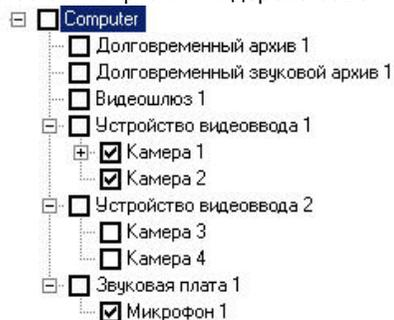 Computer
Долговременный архив 1
Долговременный звуковой архив 1
Видеошлюз 1
Устройство видеоввода 1
Камера 1
Камера 2
Устройство видеоввода 2
Камера 3
Камера 4
Звуковая плата 1
Микрофон 1